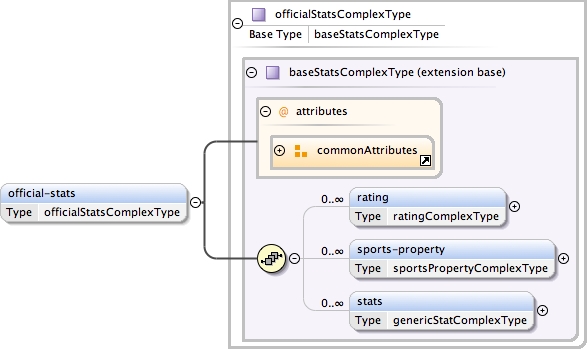 officialStatsComplexType
Base Type baseStatsComplexType
baseStatsComplexType (extension base)
@ attributes
commonAttributes
official-stats
Type officialStatsComplexType
0..∞ rating
Type ratingComplexType
0..∞ sports-property
Type sportsPropertyComplexType
0..∞ stats
Type genericStatComplexType